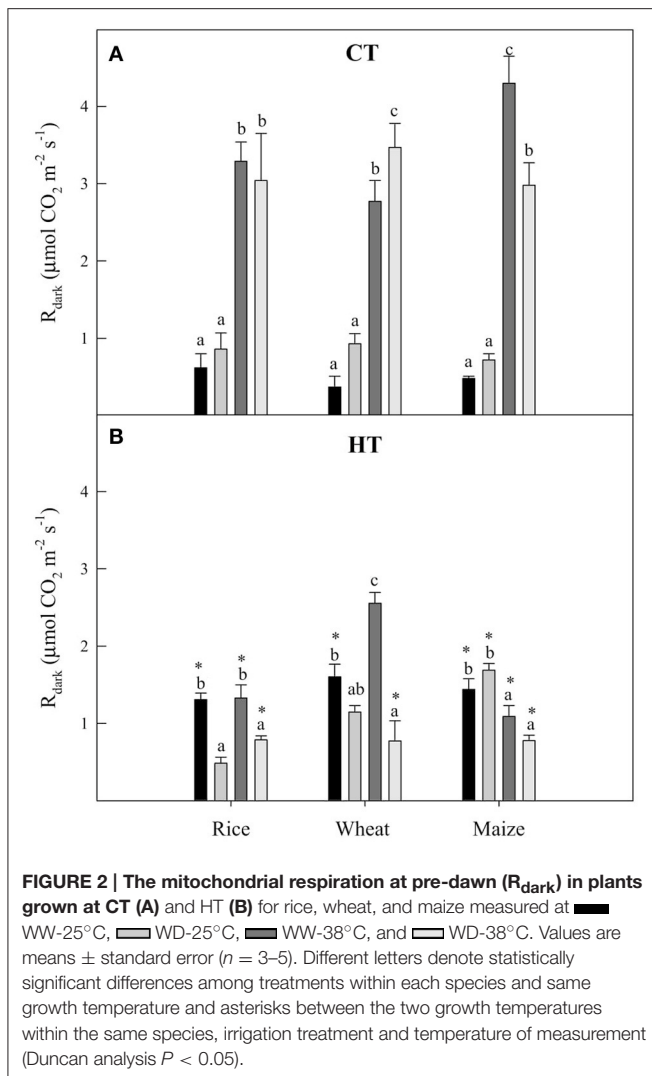 A
CT
c
4
c
b
b
b
b
3
R_dark (μmol CO₂ m⁻² s⁻¹)
2
1
a
a
a
a
a
a
B
HT
4
R_dark (μmol CO₂ m⁻² s⁻¹)
3
c
2
* * * * *
b b b b b
ab
* * * *
a a a a a
1
Rice Wheat Maize
FIGURE 2 | The mitochondrial respiration at pre-dawn (R_dark) in plants
grown at CT (A) and HT (B) for rice, wheat, and maize measured at
WW-25°C, WD-25°C, WW-38°C, and WD-38°C. Values are
means ± standard error (n = 3–5). Different letters denote statistically
significant differences among treatments within each species and same
growth temperature and asterisks between the two growth temperatures
within the same species, irrigation treatment and temperature of measurement
(Duncan analysis P < 0.05).